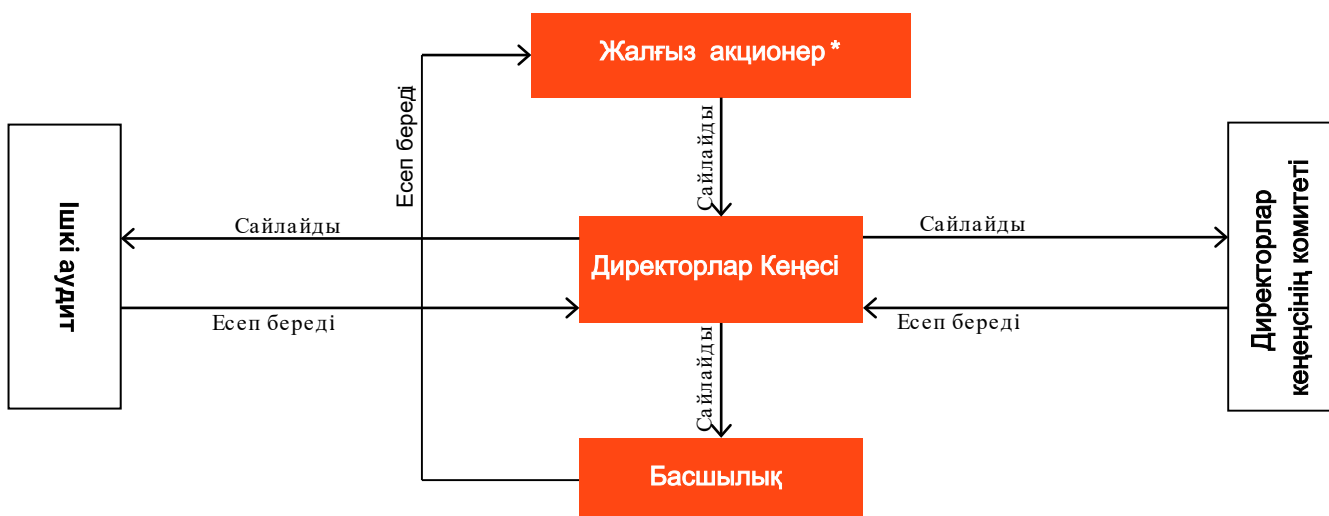 Жалғыз акционер *
Есеп береді
Сайлайды
Ішкі аудит
Сайлайды
Сайлайды
Директорлар Кеңесі
Директорлар
кеңеңсінің комитеті
Есеп береді
Есеп береді
Сайлайды
Басшылық